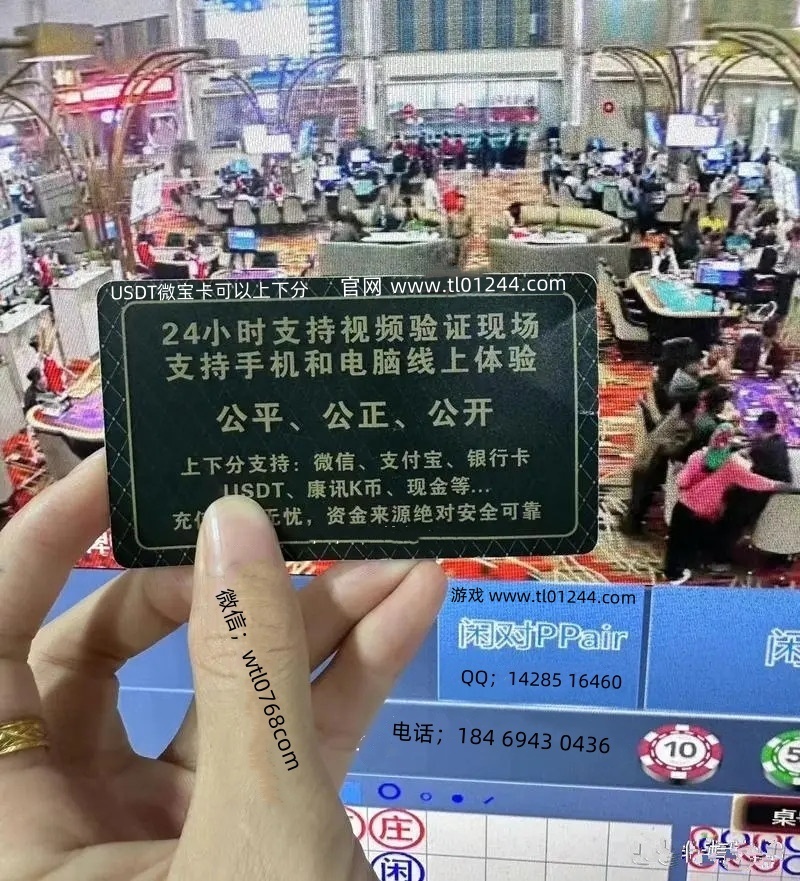 USDT微宝卡可以上下分 官网 www.tl01244.com
24小时支持视频验证现场
支持手机和电脑线上体验
公平、公正、公开
上下分支持：微信、支付宝、银行卡
USDT、康讯K币、现金等...
无忧，资金来源绝对安全可靠
微信；wtl0768com
游戏 www.tl01244.com
闲对PPair
闲
QQ；14285 16460
电话；184 6943 0436
10
5
庄
闲